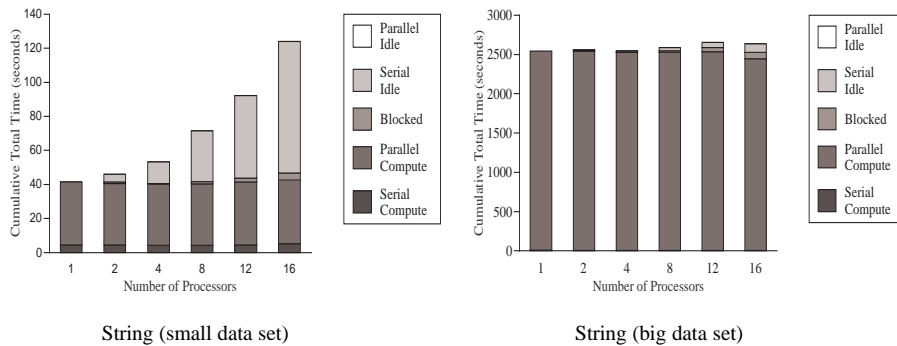 Cumulative Total Time (seconds)
140
120
100
80
60
40
20
0
1 2 4 8 12 16
Number of Processors
Parallel
Idle
Serial
Idle
Blocked
Parallel
Compute
Serial
Compute
String (small data set)
Cumulative Total Time (seconds)
3000
2500
2000
1500
1000
500
0
1 2 4 8 12 16
Number of Processors
Parallel
Idle
Serial
Idle
Blocked
Parallel
Compute
Serial
Compute
String (big data set)